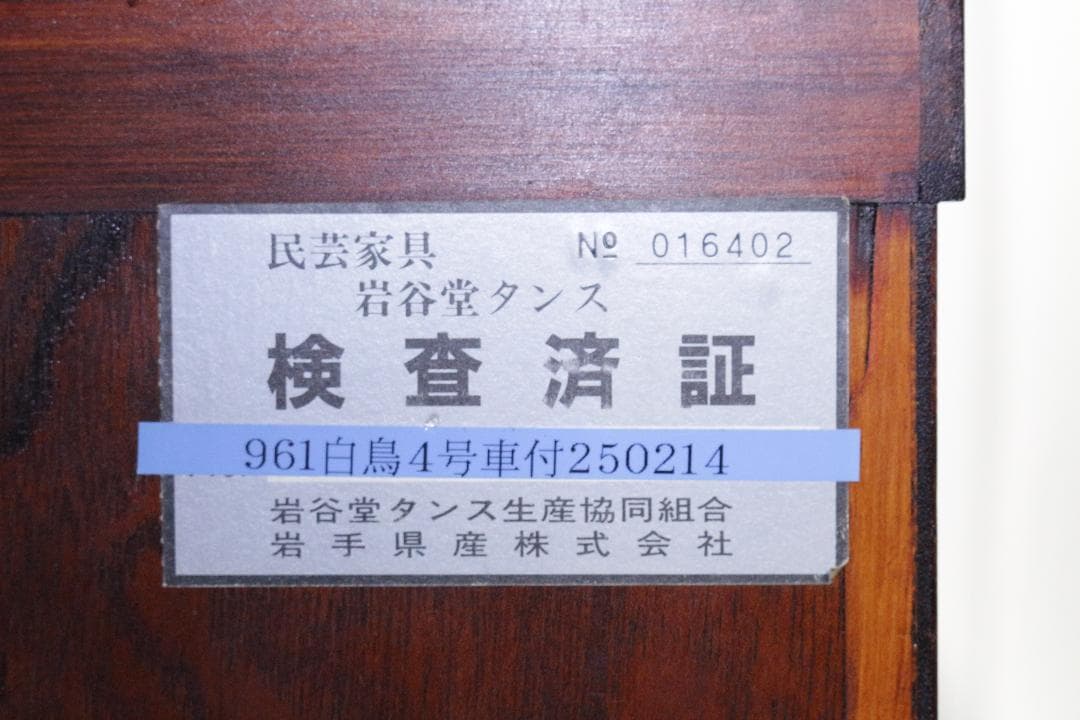 民芸家具 Nº 016402
岩谷堂タンス
検査済証
961白鳥4号車付250214
岩谷堂タンス生産協同組合
岩手県産株式会社